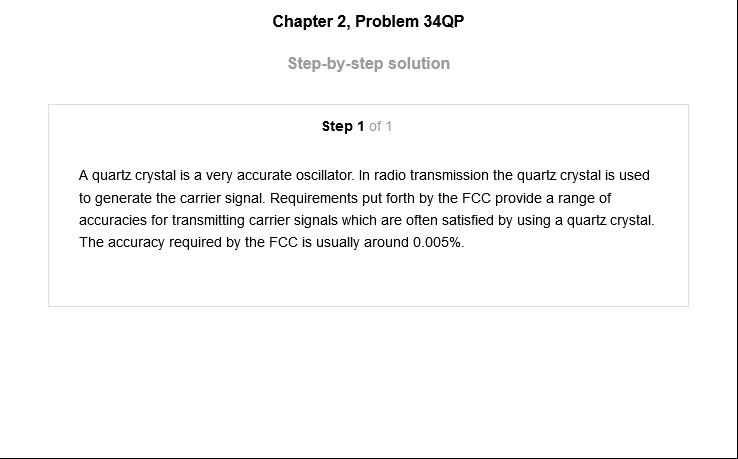 Chapter 2, Problem 34QP
Step-by-step solution
Step 1 of 1
A quartz crystal is a very accurate oscillator. In radio transmission the quartz crystal is used
to generate the carrier signal. Requirements put forth by the FCC provide a range of
accuracies for transmitting carrier signals which are often satisfied by using a quartz crystal.
The accuracy required by the FCC is usually around 0.005%.